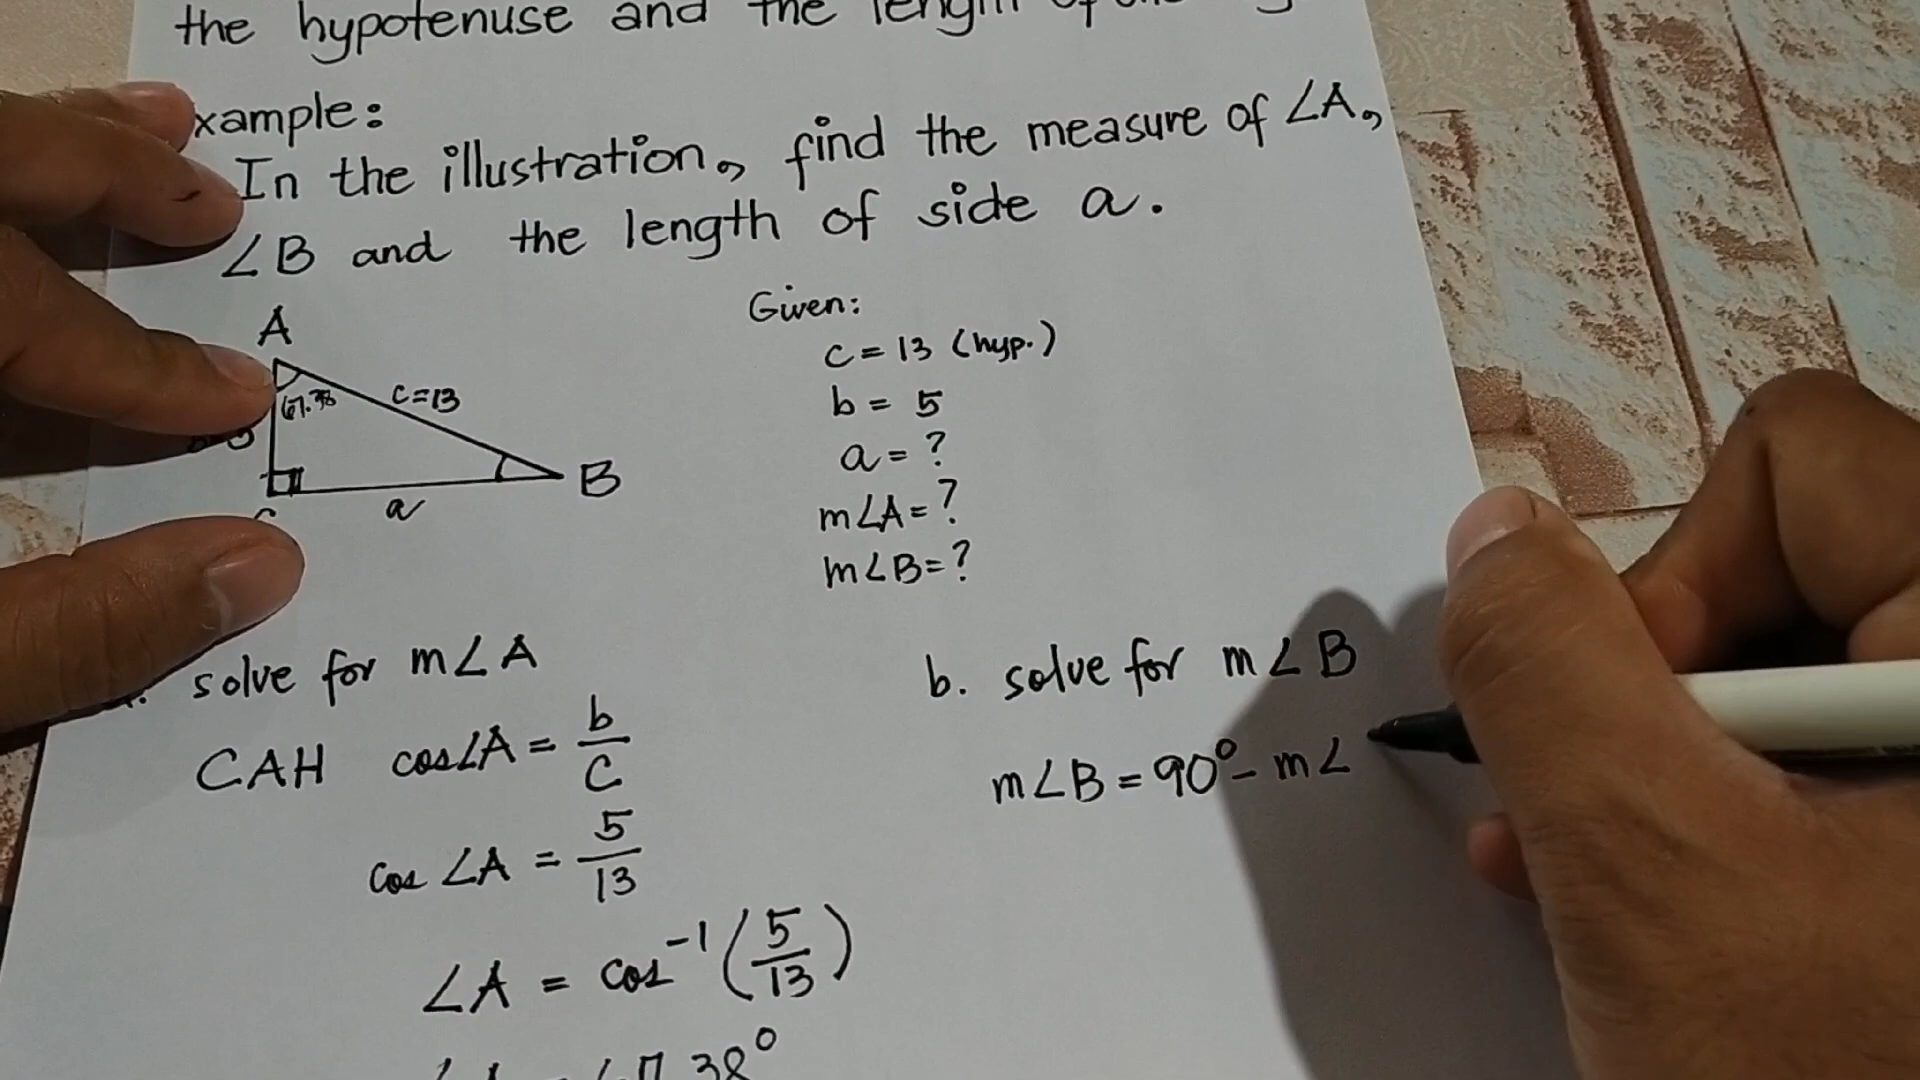 the hypotenuse and the length
xample:
In the illustration, find the measure of ∠A,
∠B and the length of side a.
A
67.38
c=13
B
a
Given:
c = 13 (hyp.)
b = 5
a = ?
m∠A = ?
m∠B = ?
solve for m∠A
CAH cos∠A = b/c
cos ∠A = 5/13
∠A = cos⁻¹(5/13)
b. solve for m∠B
m∠B = 90° - m∠